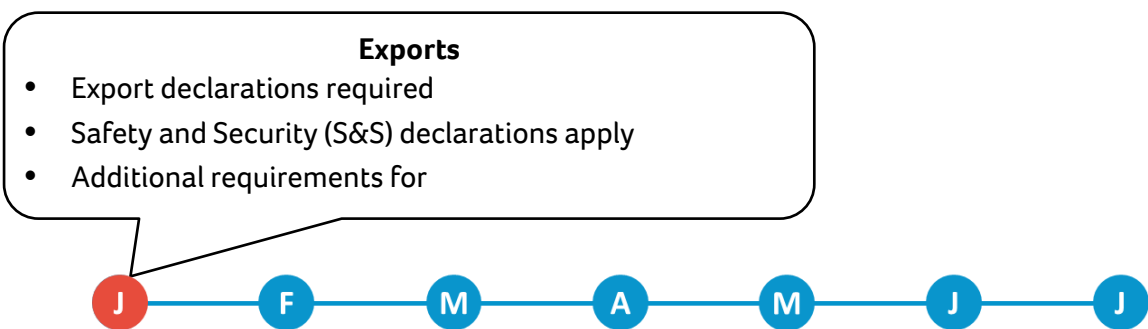 Exports
• Export declarations required
• Safety and Security (S&S) declarations apply
• Additional requirements for
J F M A M J J